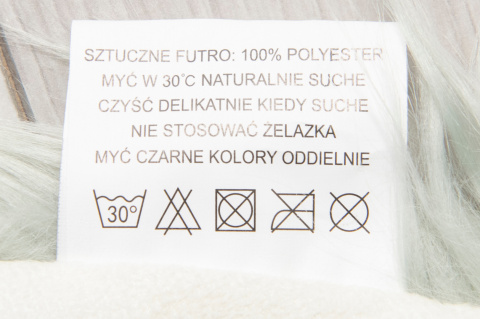 SZTUCZNE FUTRO: 100% POLYESTER
MYĆ W 30°C NATURALNIE SUCHE
CZYŚĆ DELIKATNIE KIEDY SUCHE
NIE STOSOWAĆ ŻELAZKA
MYĆ CZARNE KOLORY ODDIELNIE
30°